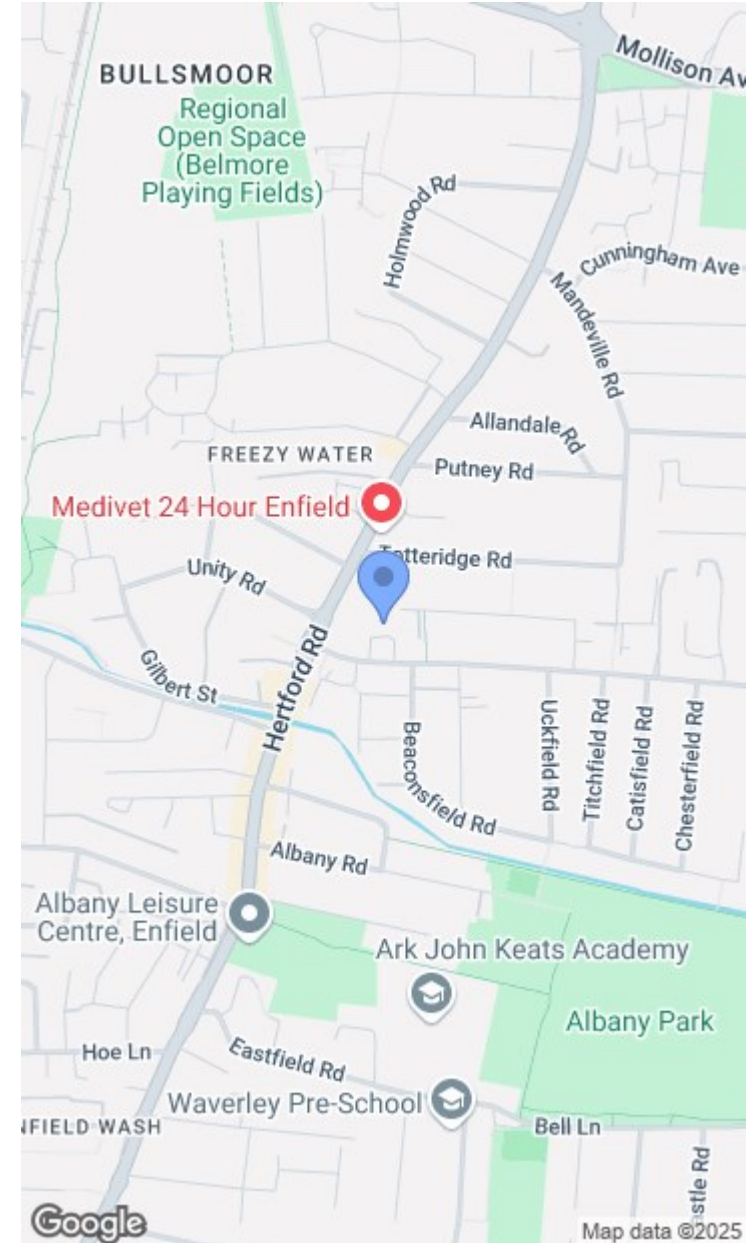 Mollison Av
BULLSMOOR
Regional
Open Space
(Belmore
Playing Fields)
Holmwood Rd
Cunningham Ave
Mandeville Rd
Allandale Rd
FREEZY WATER
Putney Rd
Medivet 24 Hour Enfield
Totteridge Rd
Unity Rd
Hertford Rd
Gilbert St
Uckfield Rd
Titchfield Rd
Catisfield Rd
Chesterfield Rd
Beaconsfield Rd
Albany Rd
Albany Leisure
Centre, Enfield
Ark John Keats Academy
Albany Park
Hoe Ln
Eastfield Rd
Waverley Pre-School
NFIELD WASH
Bell Ln
stle Rd
Google
Map data ©2025